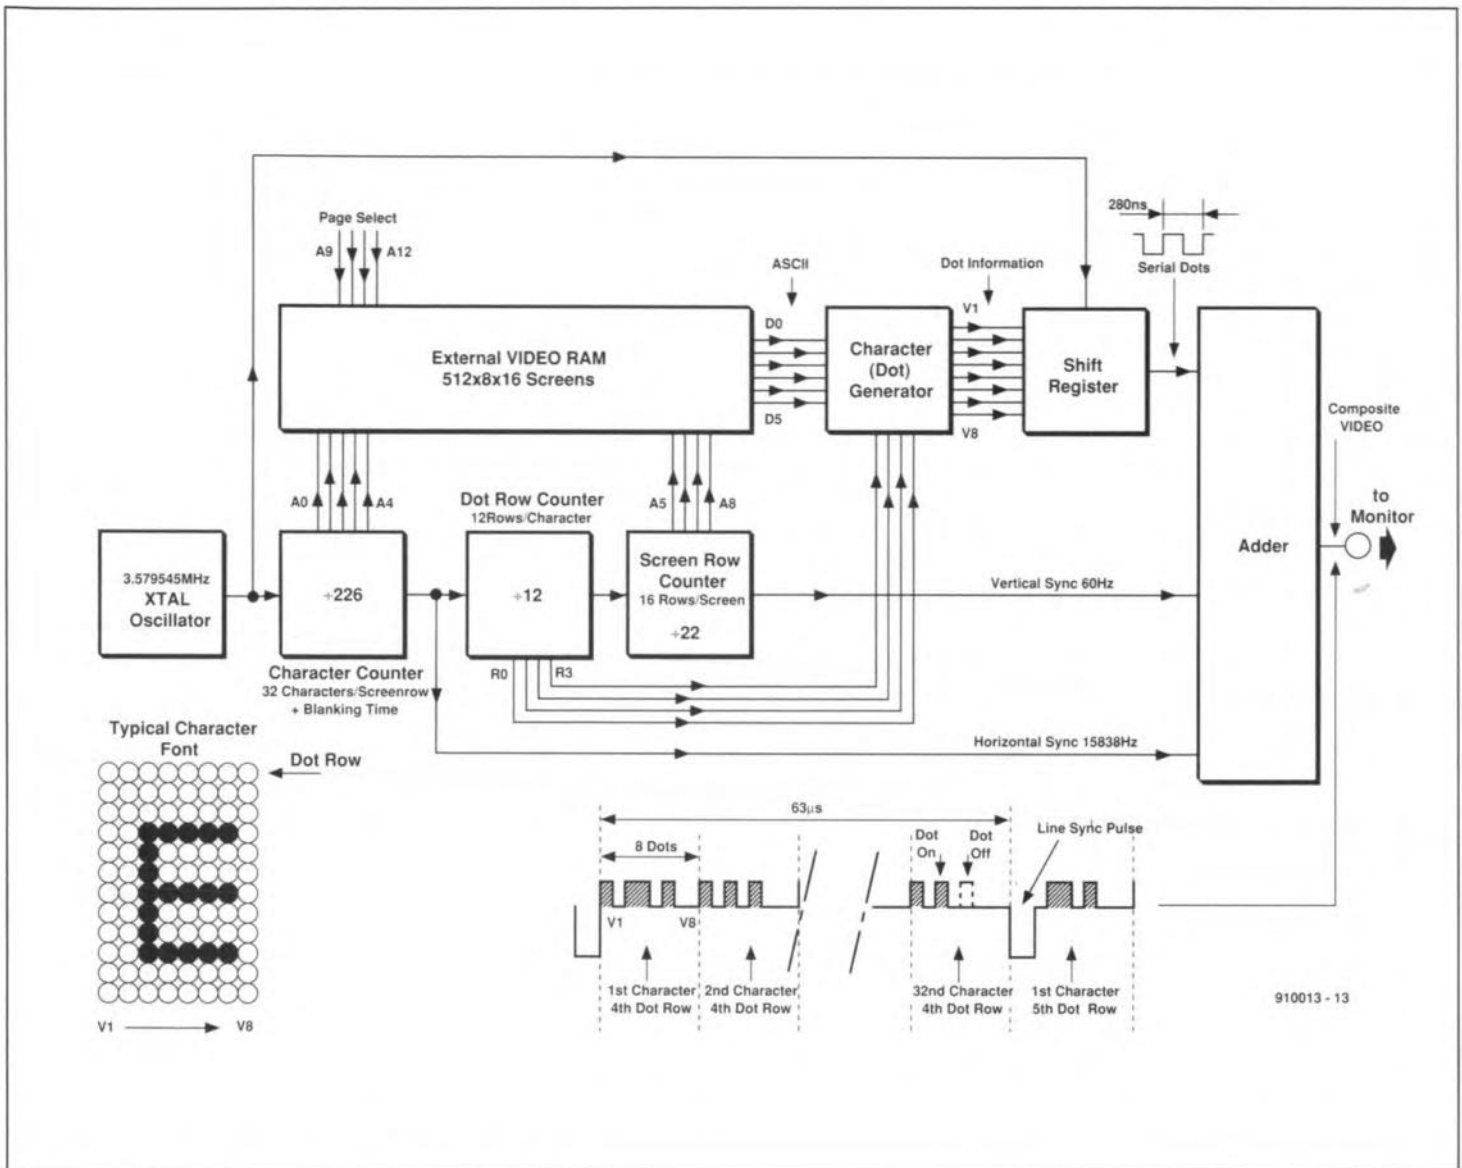 Page Select
A9
A12
280ns
Serial Dots
ASCII
Dot Information
External VIDEO RAM
512x8x16 Screens
D0
D5
Character
(Dot)
Generator
V1
V8
Shift
Register
Composite
VIDEO
to
Monitor
A0
A4
Dot Row Counter
12Rows/Character
A5
A8
3.579545MHz
XTAL
Oscillator
÷226
÷12
Screen Row
Counter
16 Rows/Screen
÷22
Adder
Vertical Sync 60Hz
Character Counter
32 Characters/Screenrow
+ Blanking Time
R0
R3
Horizontal Sync 15838Hz
Typical Character
Font
Dot Row
V1
V8
63µs
8 Dots
Dot
On
Dot
Off
Line Sync Pulse
V1
V8
1st Character
4th Dot Row
2nd Character
4th Dot Row
32nd Character
4th Dot Row
1st Character
5th Dot Row
910013 - 13